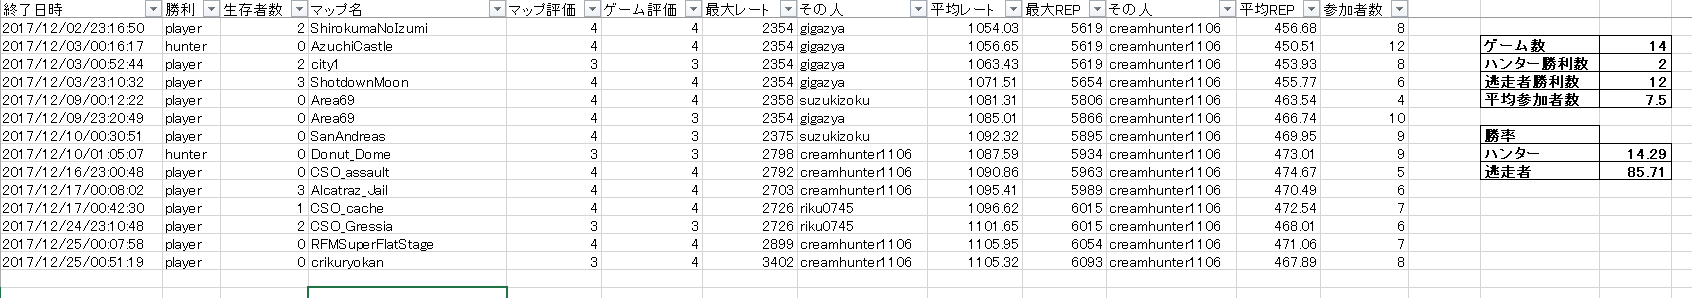 終了日時 勝利 生存者数 マップ名 マップ評価 ゲーム評価 最大レート その人 平均レート 最大REP その人 平均REP 参加者数
2017/12/02/23:16:50 player 2 ShirokumaNoIzumi 4 4 2354 gigazya 1054.03 5619 creamhunter1106 456.68 8
2017/12/03/00:16:17 hunter 0 AzuchiCastle 4 4 2354 gigazya 1056.65 5619 creamhunter1106 450.51 12
ゲーム数 14
2017/12/03/00:52:44 player 2 city1 3 3 2354 gigazya 1063.43 5619 creamhunter1106 453.93 8
ハンター勝利数 2
2017/12/03/23:10:32 player 3 ShotdownMoon 4 4 2354 gigazya 1071.51 5654 creamhunter1106 455.77 6
逃走者勝利数 12
2017/12/09/00:12:22 player 0 Area69 4 4 2358 suzukizoku 1081.31 5806 creamhunter1106 463.54 4
平均参加者数 7.5
2017/12/09/23:20:49 player 0 Area69 4 3 2354 gigazya 1085.01 5866 creamhunter1106 466.74 10
2017/12/10/00:30:51 player 0 SanAndreas 4 3 2375 suzukizoku 1092.32 5895 creamhunter1106 469.95 9
勝率
2017/12/10/01:05:07 hunter 0 Donut_Dome 3 3 2798 creamhunter1106 1087.59 5934 creamhunter1106 473.01 9
ハンター 14.29
2017/12/16/23:00:48 player 0 CSO_assault 4 4 2792 creamhunter1106 1090.86 5963 creamhunter1106 474.67 5
逃走者 85.71
2017/12/17/00:08:02 player 3 Alcatraz_Jail 4 4 2703 creamhunter1106 1095.41 5989 creamhunter1106 470.49 6
2017/12/17/00:42:30 player 1 CSO_cache 4 4 2726 riku0745 1096.62 6015 creamhunter1106 472.54 7
2017/12/24/23:10:48 player 2 CSO_Gressia 3 3 2726 riku0745 1101.65 6015 creamhunter1106 468.01 6
2017/12/25/00:07:58 player 0 RFMSuperFlatStage 4 4 2899 creamhunter1106 1105.95 6054 creamhunter1106 471.06 7
2017/12/25/00:51:19 player 0 crikuryokan 3 4 3402 creamhunter1106 1105.32 6093 creamhunter1106 467.89 8